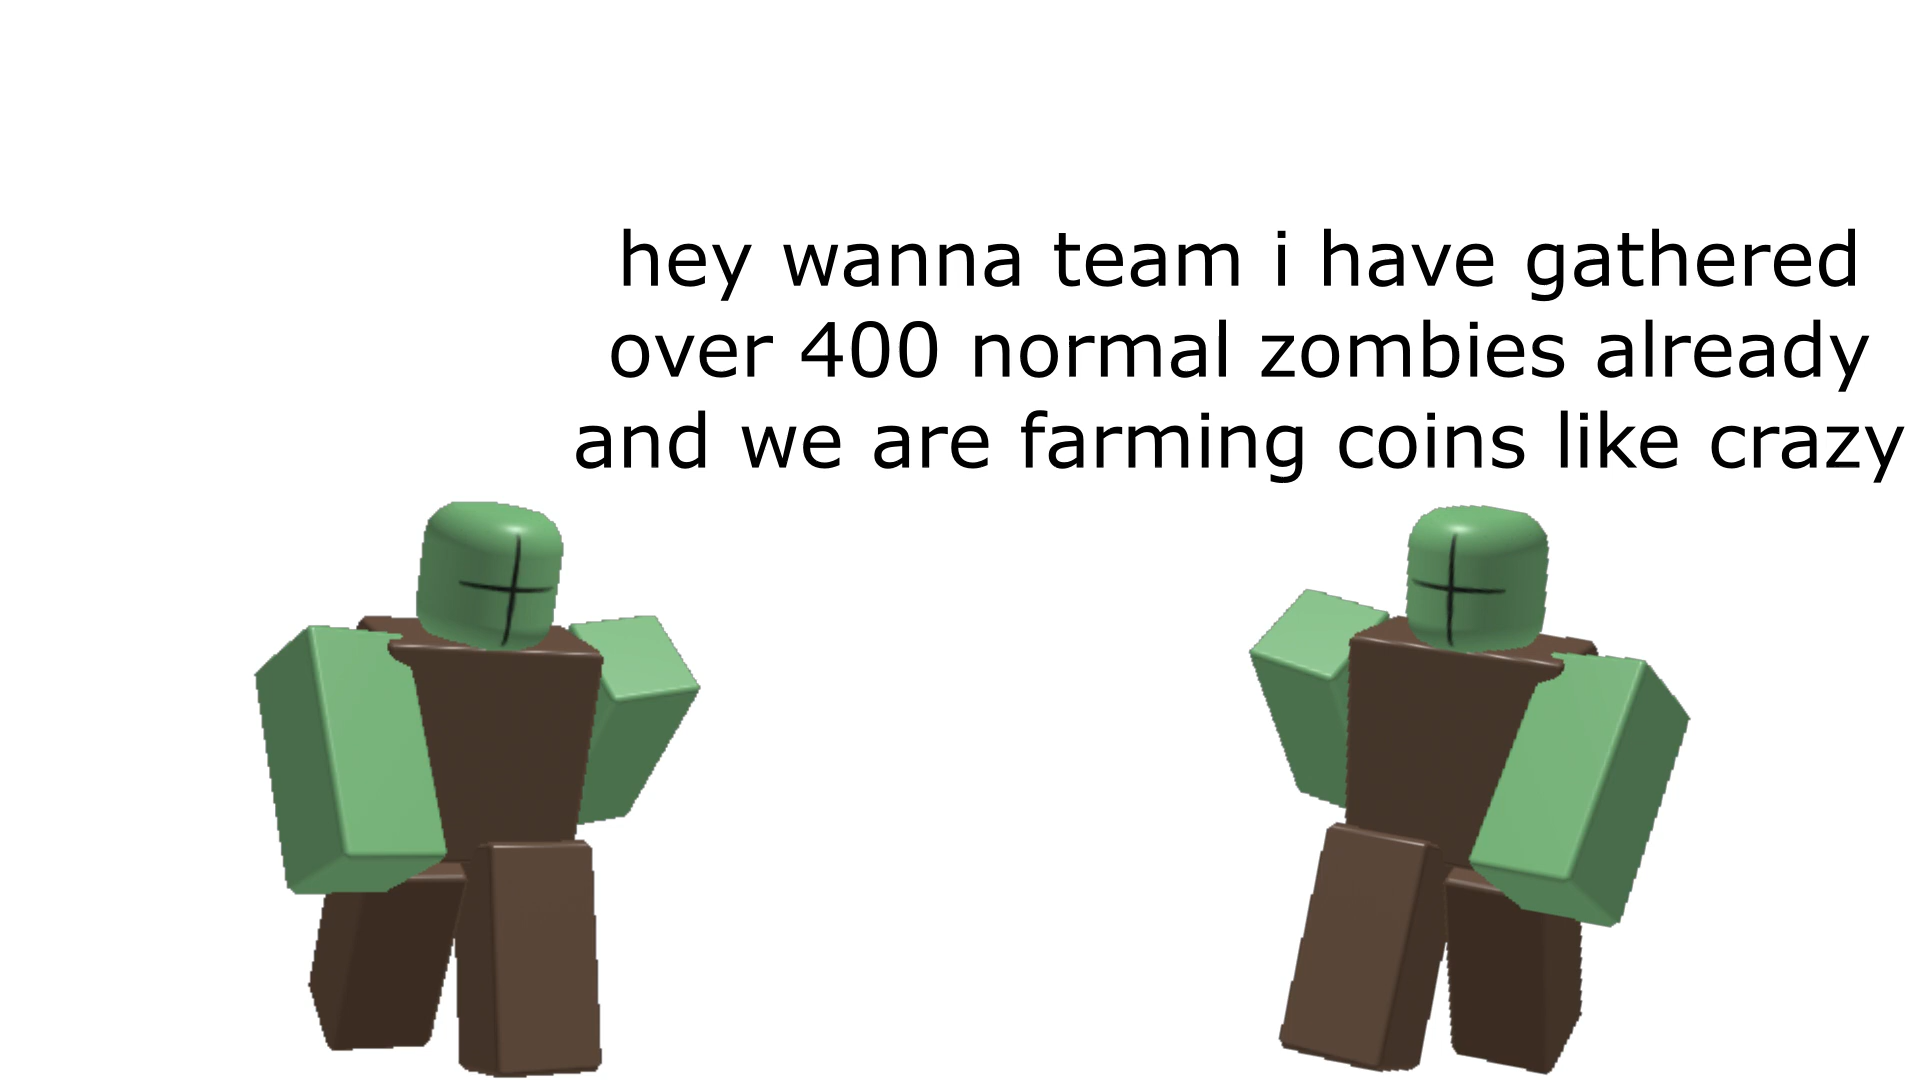 hey wanna team i have gathered
over 400 normal zombies already
and we are farming coins like crazy